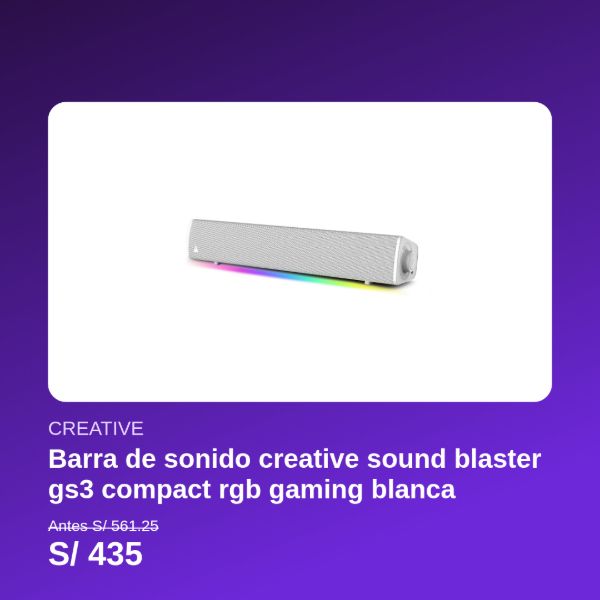 CREATIVE
Barra de sonido creative sound blaster
gs3 compact rgb gaming blanca
Antes S/ 561.25
S/ 435